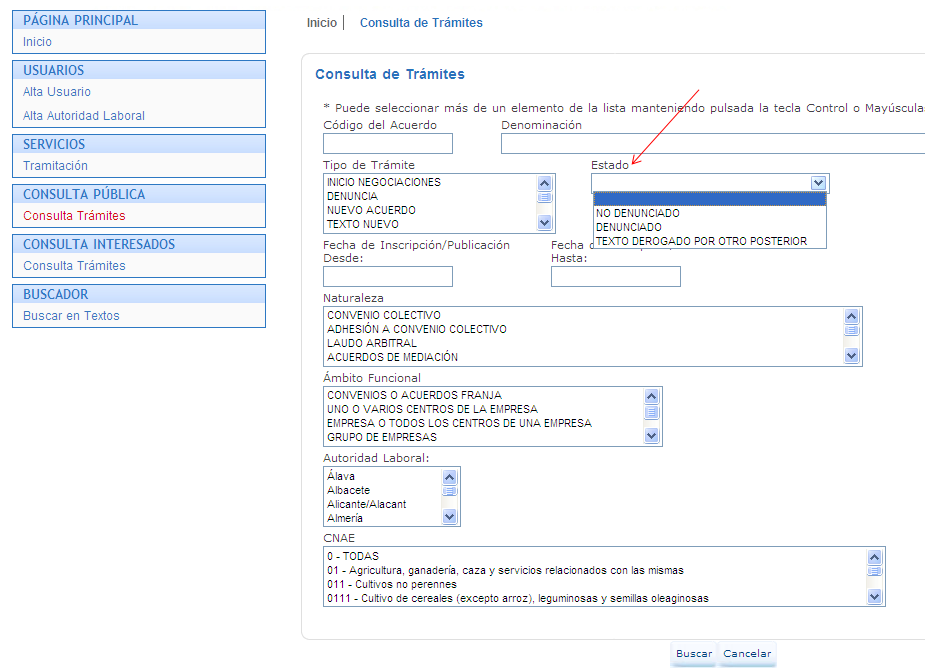 PÁGINA PRINCIPAL
Inicio
USUARIOS
Alta Usuario
Alta Autoridad Laboral
SERVICIOS
Tramitación
CONSULTA PÚBLICA
Consulta Trámites
CONSULTA INTERESADOS
Consulta Trámites
BUSCADOR
Buscar en Textos
Inicio | Consulta de Trámites
Consulta de Trámites
* Puede seleccionar más de un elemento de la lista manteniendo pulsada la tecla Control o Mayúscula
Código del Acuerdo Denominación
Tipo de Trámite Estado
INICIO NEGOCIACIONES
DENUNCIA
NUEVO ACUERDO
TEXTO NUEVO
NO DENUNCIADO
DENUNCIADO
TEXTO DEROGADO POR OTRO POSTERIOR
Fecha de Inscripción/Publicación Fecha
Desde: Hasta:
Naturaleza
CONVENIO COLECTIVO
ADHESIÓN A CONVENIO COLECTIVO
LAUDO ARBITRAL
ACUERDOS DE MEDIACIÓN
Ámbito Funcional
CONVENIOS O ACUERDOS FRANJA
UNO O VARIOS CENTROS DE LA EMPRESA
EMPRESA O TODOS LOS CENTROS DE UNA EMPRESA
GRUPO DE EMPRESAS
Autoridad Laboral:
Álava
Albacete
Alicante/Alacant
Almería
CNAE
0 - TODAS
01 - Agricultura, ganadería, caza y servicios relacionados con las mismas
011 - Cultivos no perennes
0111 - Cultivo de cereales (excepto arroz), leguminosas y semillas oleaginosas
Buscar Cancelar